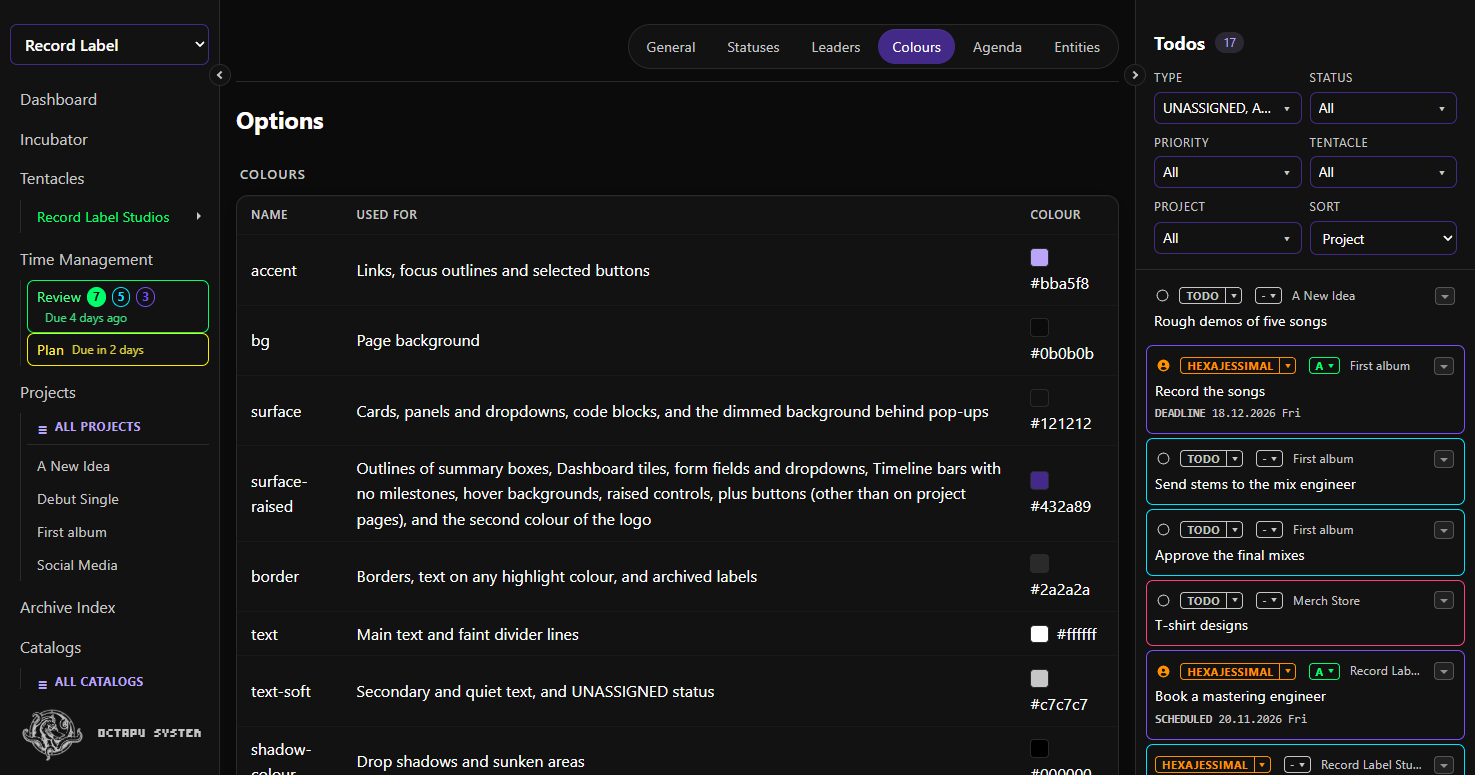 Record Label
Dashboard
Incubator
Tentacles
Record Label Studios
Time Management
Review 7 5 3
Due 4 days ago
Plan Due in 2 days
Projects
ALL PROJECTS
A New Idea
Debut Single
First album
Social Media
Archive Index
Catalogs
ALL CATALOGS
OCTAPU SYSTEM
General Statuses Leaders Colours Agenda Entities
Options
COLOURS
NAME USED FOR COLOUR
accent Links, focus outlines and selected buttons #bba5f8
bg Page background #0b0b0b
surface Cards, panels and dropdowns, code blocks, and the dimmed background behind pop-ups #121212
surface-raised
Outlines of summary boxes, Dashboard tiles, form fields and dropdowns, Timeline bars with
no milestones, hover backgrounds, raised controls, plus buttons (other than on project
pages), and the second colour of the logo
#432a89
border Borders, text on any highlight colour, and archived labels #2a2a2a
text Main text and faint divider lines #ffffff
text-soft Secondary and quiet text, and UNASSIGNED status #c7c7c7
shadow-colour
Drop shadows and sunken areas
#000000
Todos 17
TYPE STATUS
UNASSIGNED, A... All
PRIORITY TENTACLE
All All
PROJECT SORT
All Project
TODO - A New Idea
Rough demos of five songs
HEXAJESSIMAL A First album
Record the songs
DEADLINE 18.12.2026 Fri
TODO - First album
Send stems to the mix engineer
TODO - First album
Approve the final mixes
TODO - Merch Store
T-shirt designs
HEXAJESSIMAL A Record Lab...
Book a mastering engineer
SCHEDULED 20.11.2026 Fri
HEXAJESSIMAL - Record Label Stu...